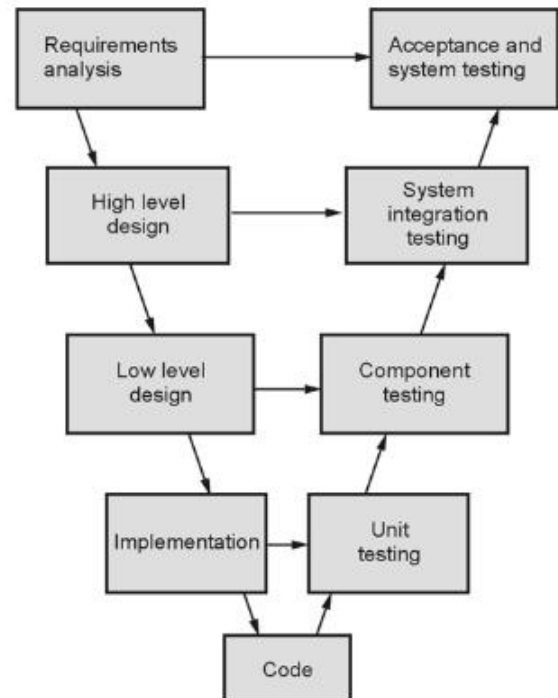 Requirements
analysis
Acceptance and
system testing
High level
design
System
integration
testing
Low level
design
Component
testing
Implementation
Unit
testing
Code